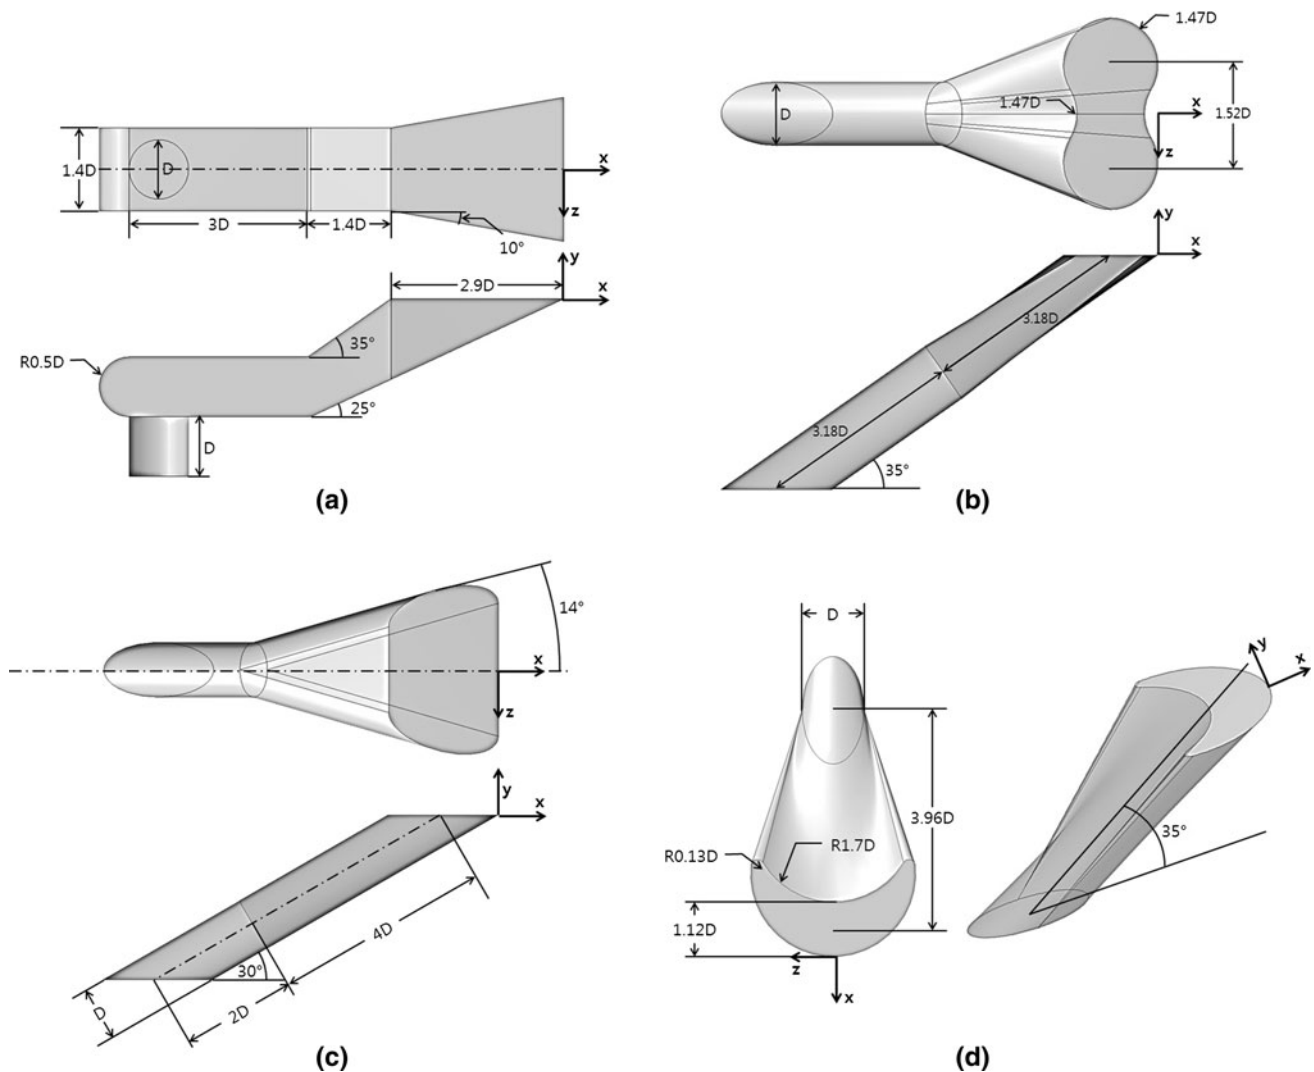 1.4D
D
3D
1.4D
10°
x
z
y
x
2.9D
R0.5D
35°
25°
D
(a)
1.47D
D
1.47D
1.52D
x
z
y
x
3.18D
3.18D
35°
(b)
14°
x
z
y
x
30°
D
2D
4D
(c)
D
3.96D
R0.13D
R1.7D
1.12D
z
x
y
x
35°
(d)